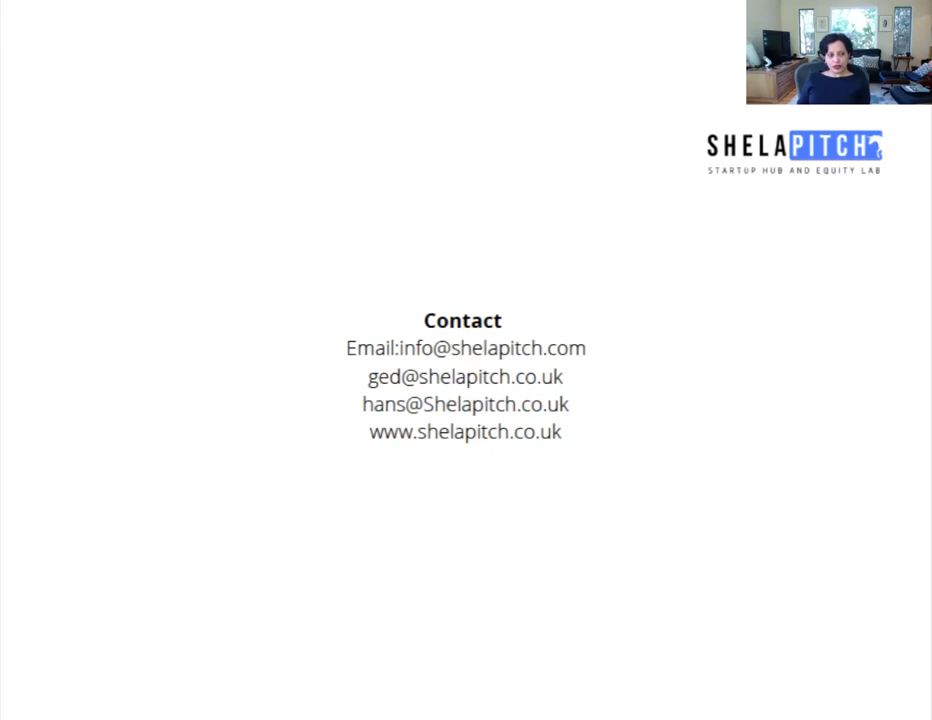 SHELAPITCH
STARTUP HUB AND EQUITY LAB
Contact
Email:info@shelapitch.com
ged@shelapitch.co.uk
hans@Shelapitch.co.uk
www.shelapitch.co.uk